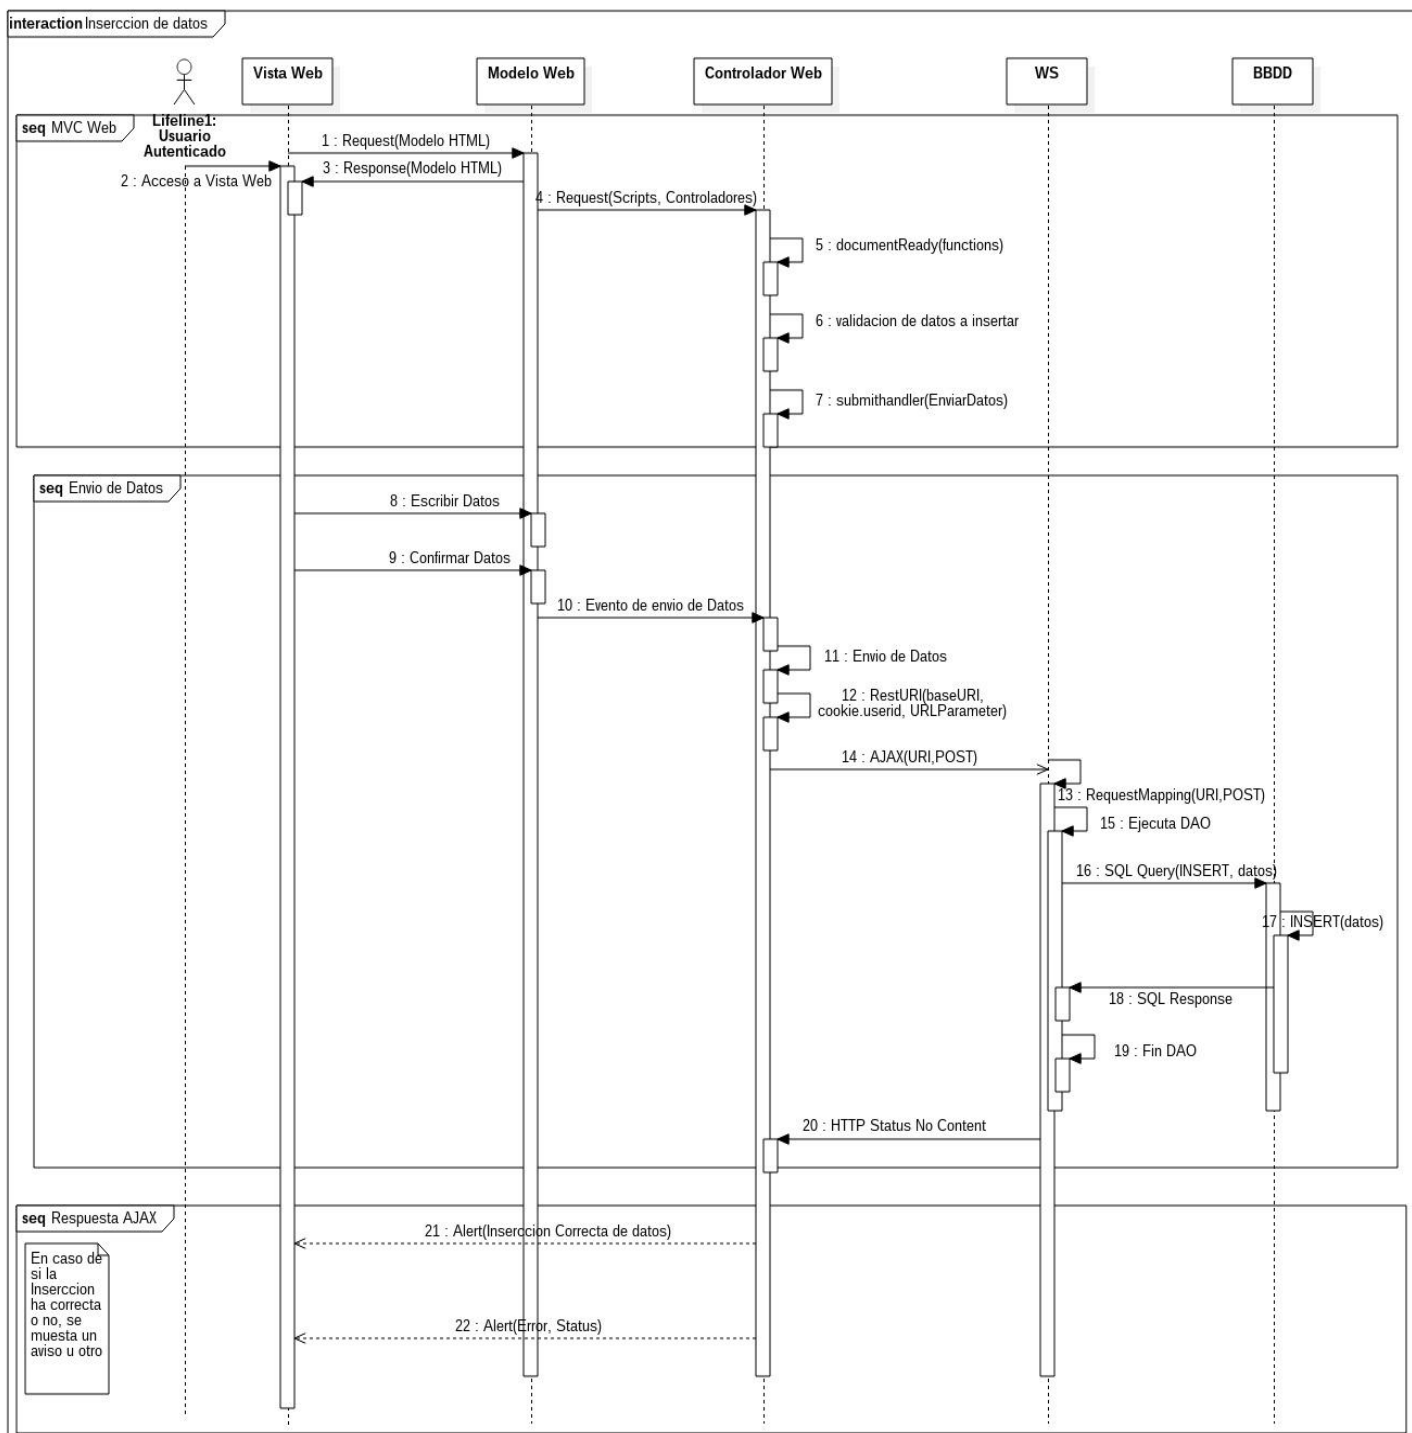 interaction Inserccion de datos
Vista Web
Modelo Web
Controlador Web
WS
BBDD
Lifeline1:
Usuario
Autenticado
seq MVC Web
1 : Request(Modelo HTML)
2 : Acceso a Vista Web
3 : Response(Modelo HTML)
4 : Request(Scripts, Controladores)
5 : documentReady(functions)
6 : validacion de datos a insertar
7 : submithandler(EnviarDatos)
seq Envio de Datos
8 : Escribir Datos
9 : Confirmar Datos
10 : Evento de envio de Datos
11 : Envio de Datos
12 : RestURI(baseURI,
cookie.userid, URLParameter)
14 : AJAX(URI,POST)
13 : RequestMapping(URI,POST)
15 : Ejecuta DAO
16 : SQL Query(INSERT, datos)
17 : INSERT(datos)
18 : SQL Response
19 : Fin DAO
20 : HTTP Status No Content
seq Respuesta AJAX
21 : Alert(Inserccion Correcta de datos)
En caso de
si la
Inserccion
ha correcta
o no, se
muesta un
aviso u otro
22 : Alert(Error, Status)